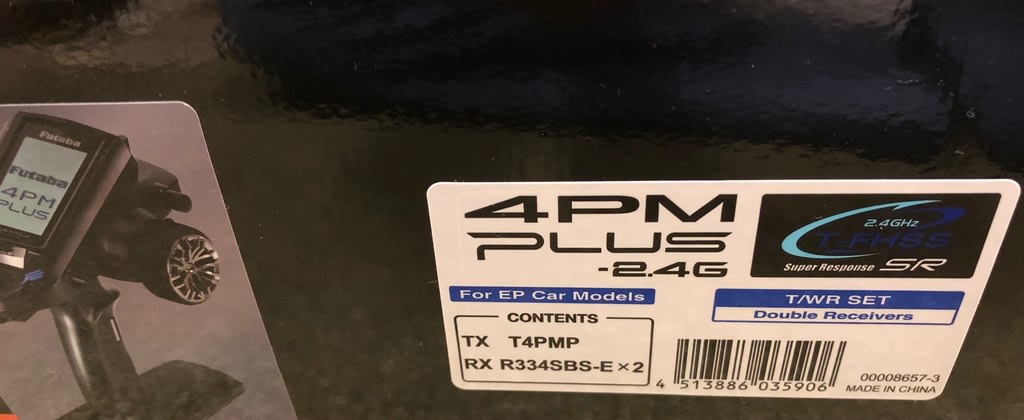 Futaba
Futaba
4PM
PLUS
4PM
PLUS
-2.4G
2.4GHz
T-FHSS
Super Response SR
For EP Car Models
T/WR SET
Double Receivers
CONTENTS
TX T4PMP
RX R334SBS-E×2
4 513886 035906
00008657-3
MADE IN CHINA